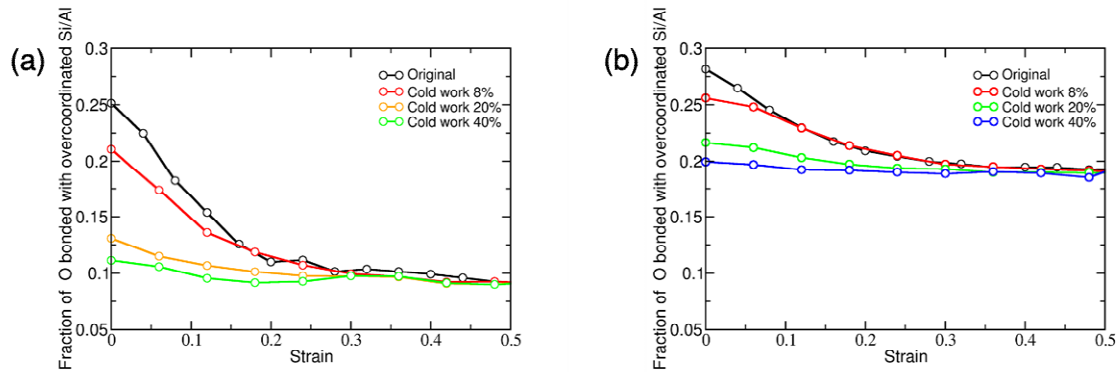 (a)
Fraction of  O bonded with overcoordinated Si/Al
0.3
0.25
0.2
0.15
0.1
0.05
Original
Cold work 8%
Cold work 20%
Cold work 40%
0
0.1
0.2
0.3
0.4
0.5
Strain
(b)
Fraction of  O bonded with overcoordinated Si/Al
0.3
0.25
0.2
0.15
0.1
0.05
Original
Cold work 8%
Cold work 20%
Cold work 40%
0
0.1
0.2
0.3
0.4
0.5
Strain